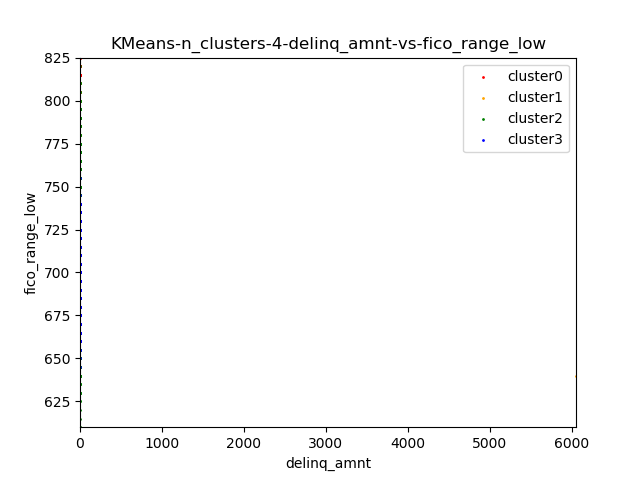 KMeans-n_clusters-4-delinq_amnt-vs-fico_range_low
825
800
775
750
725
700
675
650
625
fico_range_low
cluster0
cluster1
cluster2
cluster3
0 1000 2000 3000 4000 5000 6000
delinq_amnt